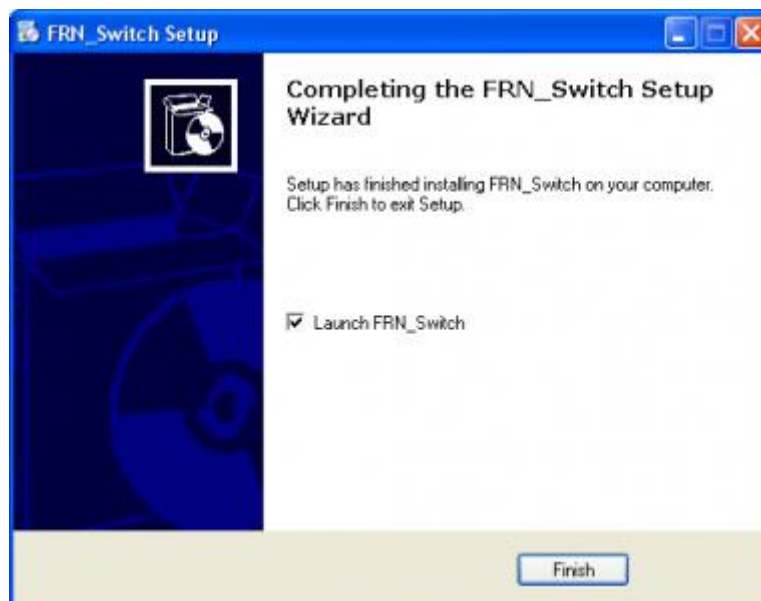 FRN_Switch Setup
Completing the FRN_Switch Setup
Wizard
Setup has finished installing FRN_Switch on your computer.
Click Finish to exit Setup.
Launch FRN_Switch
Finish